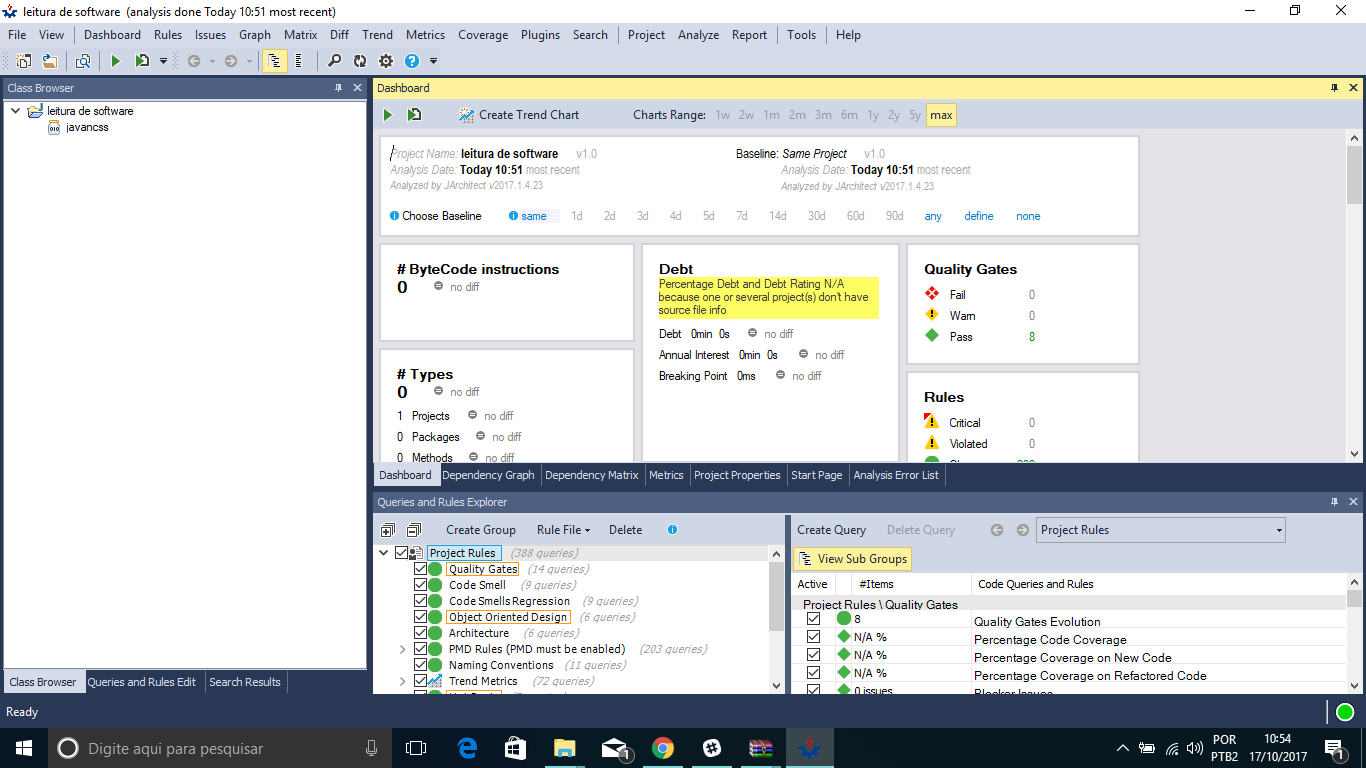 leitura de software (analysis done Today 10:51 most recent)
File View Dashboard Rules Issues Graph Matrix Diff Trend Metrics Coverage Plugins Search Project Analyze Report Tools Help
Class Browser
leitura de software
javancss
Class Browser Queries and Rules Edit Search Results
Dashboard
Create Trend Chart Charts Range: 1w 2w 1m 2m 3m 6m 1y 2y 5y max
Project Name: leitura de software v1.0 Baseline: Same Project v1.0
Analysis Date: Today 10:51 most recent Analysis Date: Today 10:51 most recent
Analyzed by JArchitect v2017.1.4.23 Analyzed by JArchitect v2017.1.4.23
Choose Baseline same 1d 2d 3d 4d 5d 7d 14d 30d 60d 90d any define none
# ByteCode instructions
0 no diff
# Types
0 no diff
1 Projects no diff
0 Packages no diff
0 Methods no diff
Debt
Percentage Debt and Debt Rating N/A
because one or several project(s) don't have
source file info
Debt 0min 0s no diff
Annual Interest 0min 0s no diff
Breaking Point 0ms no diff
Quality Gates
Fail 0
Warn 0
Pass 8
Rules
Critical 0
Violated 0
Dashboard Dependency Graph Dependency Matrix Metrics Project Properties Start Page Analysis Error List
Queries and Rules Explorer
Create Group Rule File Delete
Project Rules (388 queries)
Quality Gates (14 queries)
Code Smell (9 queries)
Code Smells Regression (9 queries)
Object Oriented Design (6 queries)
Architecture (6 queries)
PMD Rules (PMD must be enabled) (203 queries)
Naming Conventions (11 queries)
Trend Metrics (72 queries)
Create Query Delete Query Project Rules
View Sub Groups
Active #Items Code Queries and Rules
Project Rules \ Quality Gates
8 Quality Gates Evolution
N/A % Percentage Code Coverage
N/A % Percentage Coverage on New Code
N/A % Percentage Coverage on Refactored Code
0 issues Blocker Issues
Ready
Digite aqui para pesquisar
1
POR
PTB2
10:54
17/10/2017
1